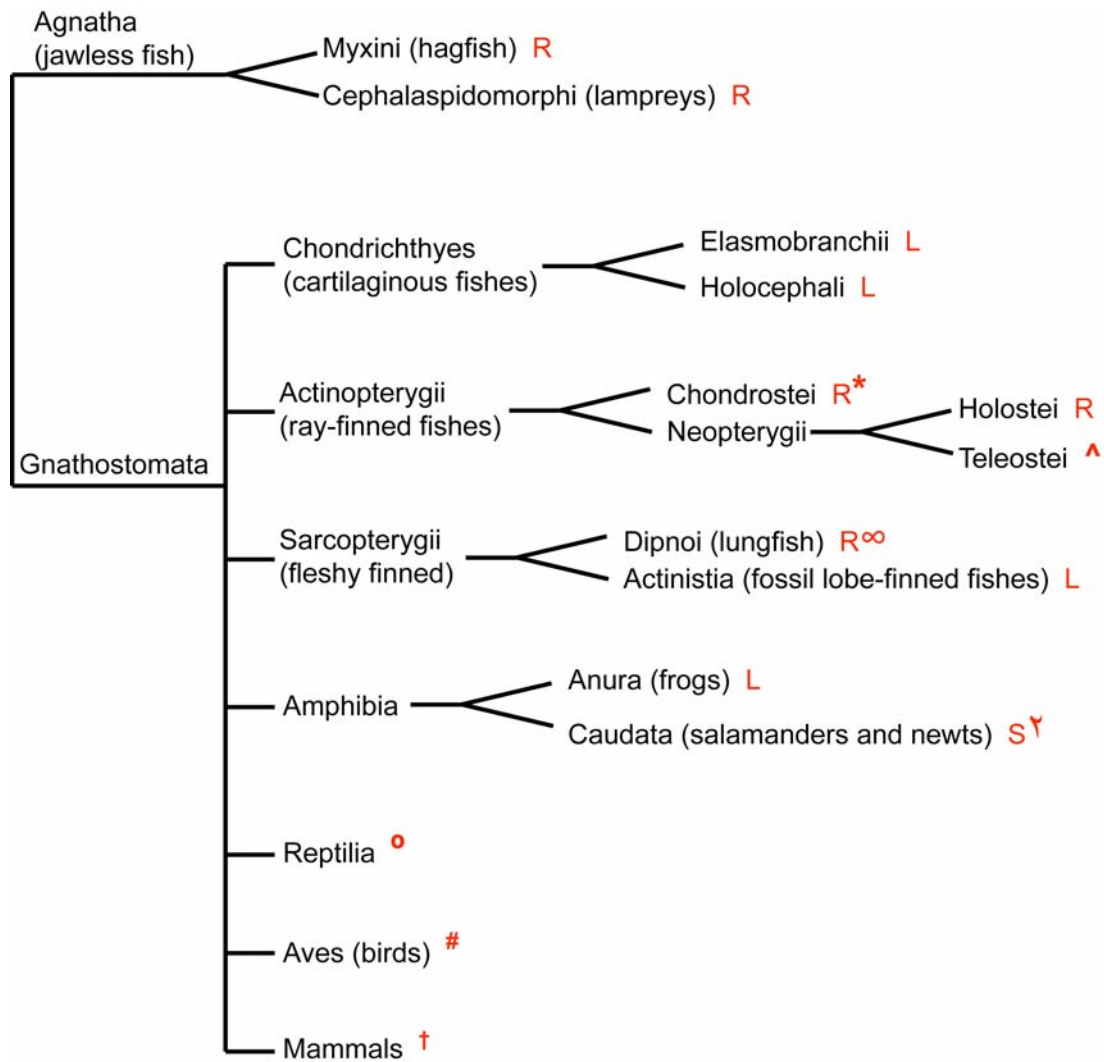 Agnatha
(jawless fish)
Myxini (hagfish) R
Cephalaspidomorphi (lampreys) R
Chondrichthyes
(cartilaginous fishes)
Elasmobranchii L
Holocephali L
Actinopterygii
(ray-finned fishes)
Chondrostei R*
Neopterygii
Holostei R
Teleostei ^
Gnathostomata
Sarcopterygii
(fleshy finned)
Dipnoi (lungfish) R∞
Actinistia (fossil lobe-finned fishes) L
Amphibia
Anura (frogs) L
Caudata (salamanders and newts) S٢
Reptilia o
Aves (birds) #
Mammals †